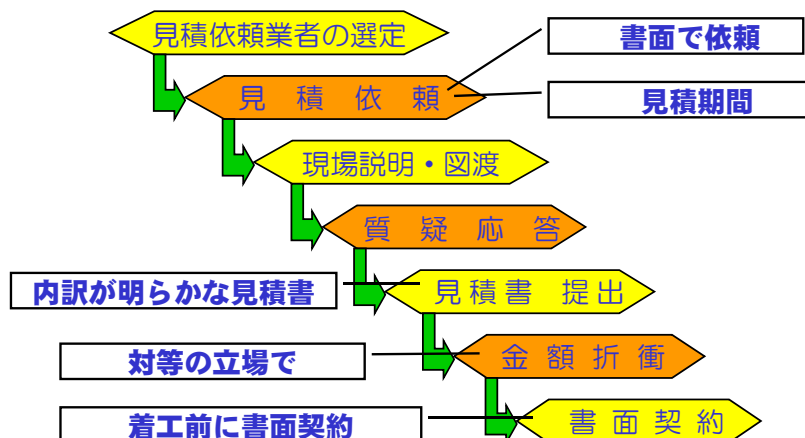 見積依頼業者の選定
書面で依頼
見積依頼
見積期間
現場説明・図渡
質疑応答
内訳が明らかな見積書
見積書 提出
対等の立場で
金額折衝
着工前に書面契約
書面契約